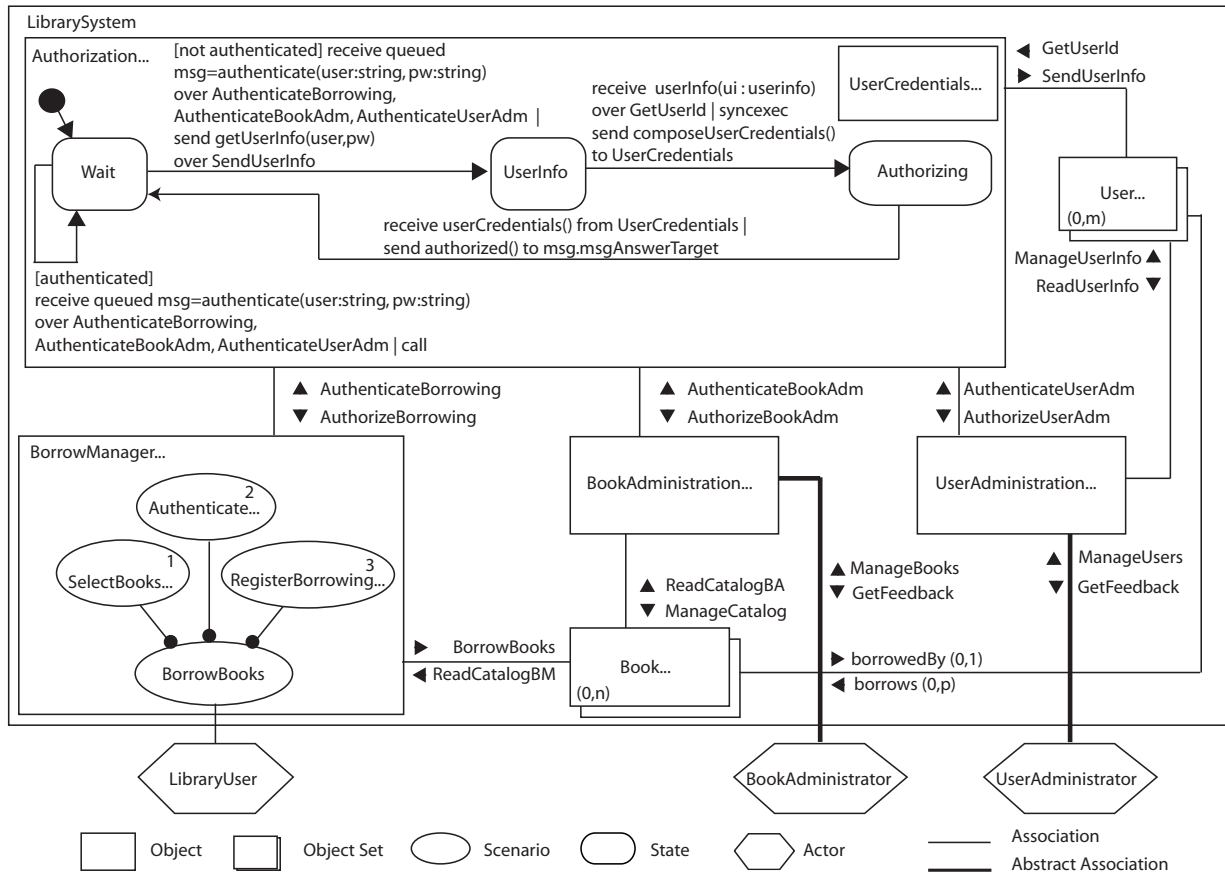 LibrarySystem
Authorization...
[not authenticated] receive queued
msg=authenticate(user:string, pw:string)
over AuthenticateBorrowing,
AuthenticateBookAdm, AuthenticateUserAdm |
send getUserInfo(user,pw)
over SendUserInfo
receive userInfo(ui : userinfo)
over GetUserId | syncexec
send composeUserCredentials()
to UserCredentials
UserCredentials...
GetUserId
SendUserInfo
Wait
UserInfo
Authorizing
User...
(0,m)
receive userCredentials() from UserCredentials |
send authorized() to msg.msgAnswerTarget
ManageUserInfo
ReadUserInfo
[authenticated]
receive queued msg=authenticate(user:string, pw:string)
over AuthenticateBorrowing,
AuthenticateBookAdm, AuthenticateUserAdm | call
AuthenticateBorrowing
AuthorizeBorrowing
AuthenticateBookAdm
AuthorizeBookAdm
AuthenticateUserAdm
AuthorizeUserAdm
BorrowManager...
2
Authenticate...
1
SelectBooks...
3
RegisterBorrowing...
BorrowBooks
BookAdministration...
UserAdministration...
ReadCatalogBA
ManageCatalog
ManageBooks
GetFeedback
ManageUsers
GetFeedback
BorrowBooks
ReadCatalogBM
Book...
(0,n)
borrowedBy (0,1)
borrows (0,p)
LibraryUser
BookAdministrator
UserAdministrator
Object
Object Set
Scenario
State
Actor
Association
Abstract Association